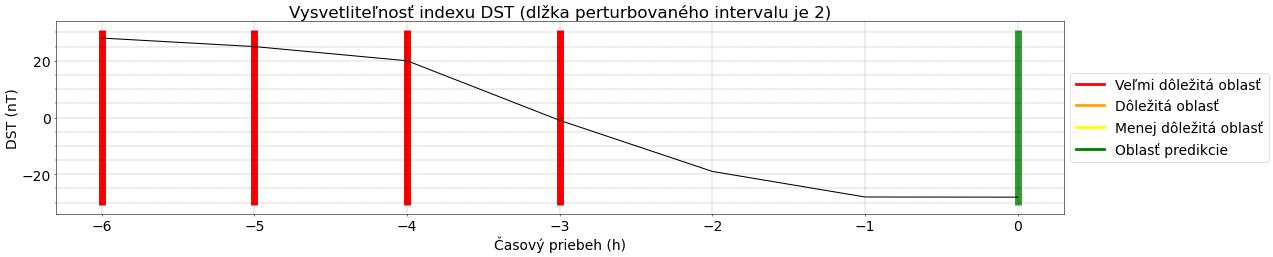 Vysvetliteľnosť indexu DST (dĺžka perturbovaného intervalu je 2)
DST (nT)
20
0
−20
−6 −5 −4 −3 −2 −1 0
Časový priebeh (h)
Veľmi dôležitá oblasť
Dôležitá oblasť
Menej dôležitá oblasť
Oblasť predikcie